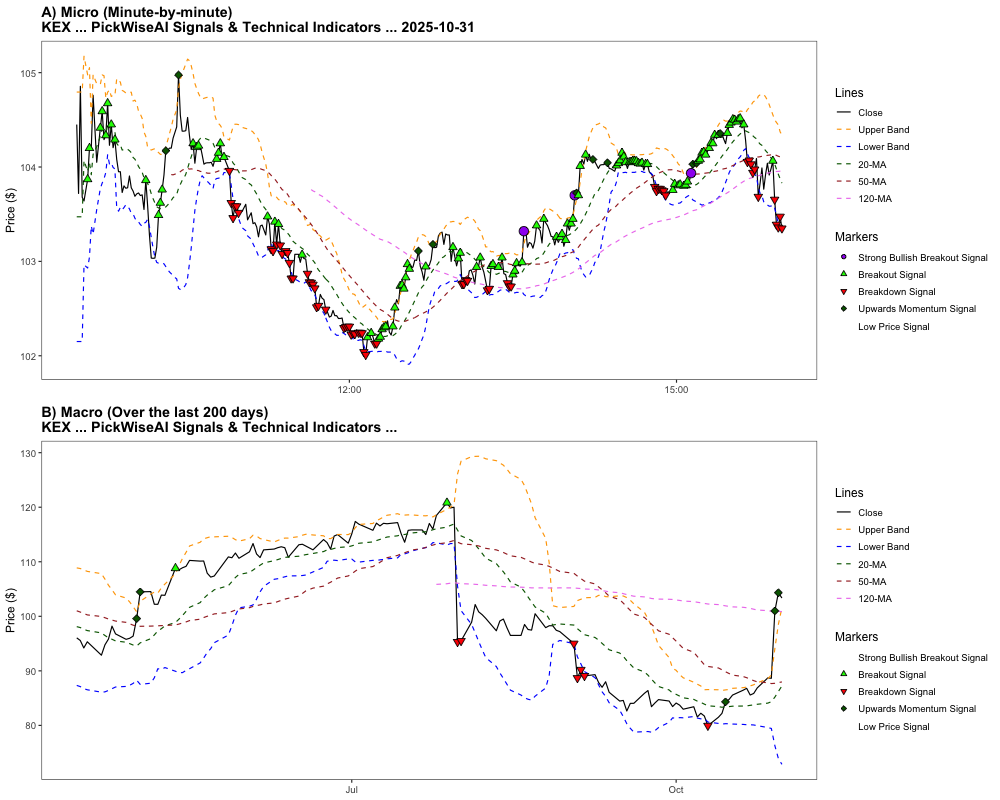 A) Micro (Minute-by-minute)
KEX ... PickWiseAI Signals & Technical Indicators ... 2025-10-31
Price ($)
105
104
103
102
12:00
15:00
Lines
Close
Upper Band
Lower Band
20-MA
50-MA
120-MA
Markers
Strong Bullish Breakout Signal
Breakout Signal
Breakdown Signal
Upwards Momentum Signal
Low Price Signal
B) Macro (Over the last 200 days)
KEX ... PickWiseAI Signals & Technical Indicators ...
Price ($)
130
120
110
100
90
80
Jul
Oct
Lines
Close
Upper Band
Lower Band
20-MA
50-MA
120-MA
Markers
Strong Bullish Breakout Signal
Breakout Signal
Breakdown Signal
Upwards Momentum Signal
Low Price Signal